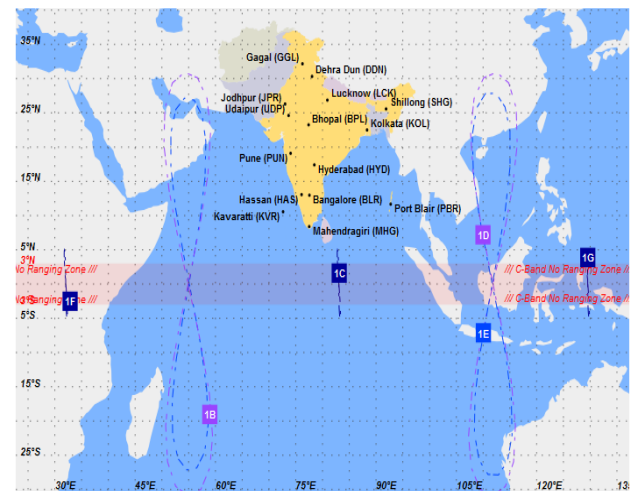 35°N
Gagal (GGL)
Dehra Dun (DDN)
Lucknow (LCK)
25°N
Jodhpur (JPR)
Shillong (SHG)
Udaipur (UDP)
Bhopal (BPL)
Kolkata (KOL)
Pune (PUN)
15°N
Hyderabad (HYD)
Hassan (HAS)
Bangalore (BLR)
Kavaratti (KVR)
Port Blair (PBR)
Mahendragiri (MHG)
5°N
1D
3°N
1G
No Ranging Zone ///
1C
/// C-Band No Ranging Zone ///
1F
3°S
No Ranging Zone ///
/// C-Band No Ranging Zone ///
5°S
1E
15°S
1B
25°S
30°E
45°E
60°E
75°E
90°E
105°E
120°E